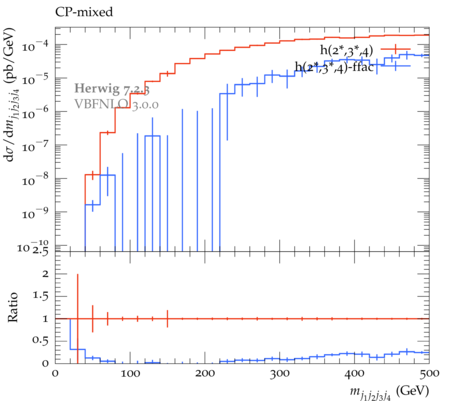 CP-mixed
10⁻⁴
10⁻⁵
10⁻⁶
10⁻⁷
10⁻⁸
10⁻⁹
10⁻¹⁰
dσ/dm_{j₁j₂j₃j₄} (pb/GeV)
h(2*,3*,4)
h(2*,3*,4)-ffac
Herwig 7.2.3
VBFNLO 3.0.0
2.5
2
1.5
1
0.5
0
Ratio
0 100 200 300 400 500
m_{j₁j₂j₃j₄} (GeV)